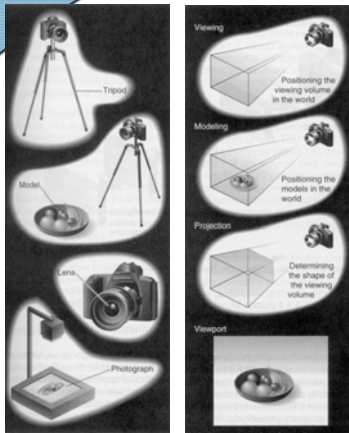 Tripod
Model
Lens
Photograph
Viewing
Positioning the
viewing volume
in the world
Modeling
Positioning the
models in the
world
Projection
Determining
the shape of
the viewing
volume
Viewport